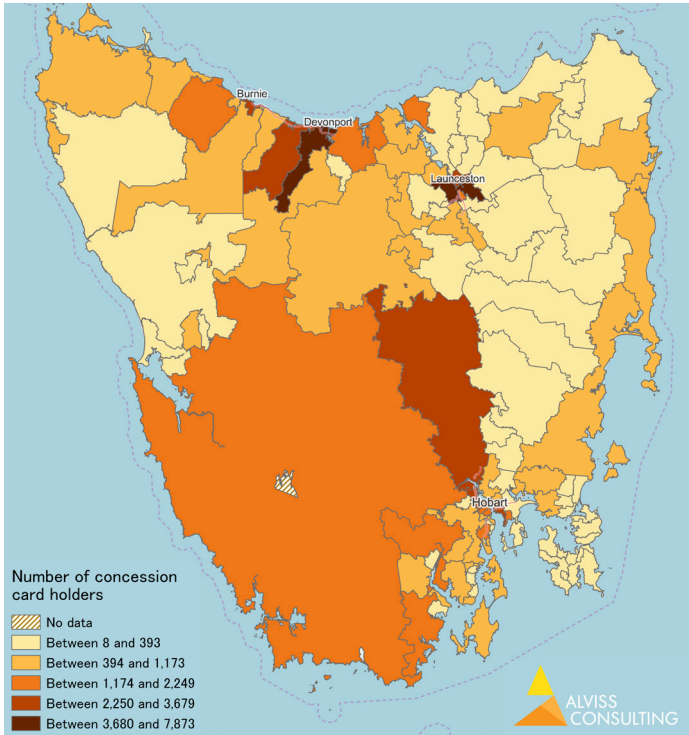 Burnie
Devonport
Launceston
Hobart
Number of concession
card holders
No data
Between 8 and 393
Between 394 and 1,173
Between 1,174 and 2,249
Between 2,250 and 3,679
Between 3,680 and 7,873
ALVISS
CONSULTING